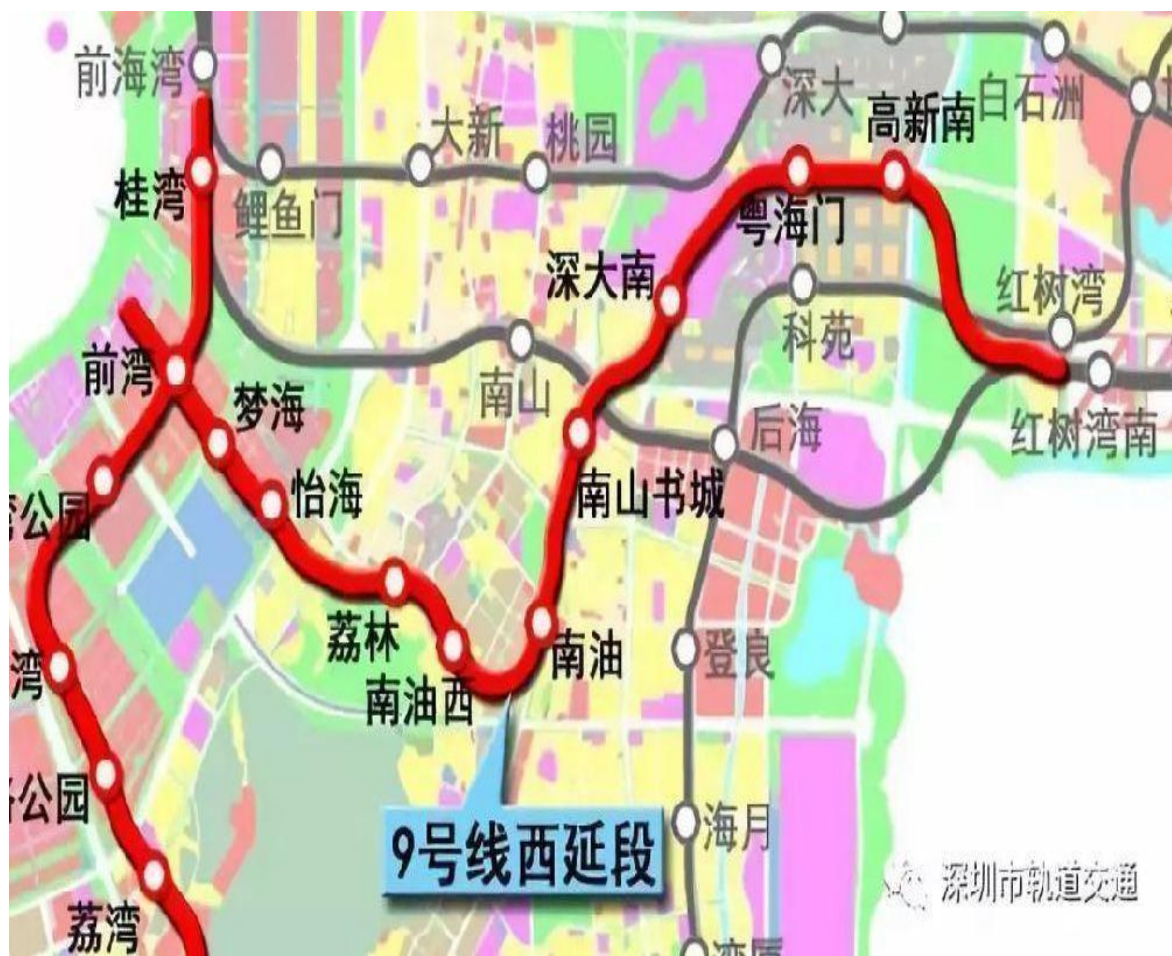 前海湾
深大
白石洲
高新南
大新
桃园
桂湾
鲤鱼门
粤海门
深大南
红树湾
科苑
前湾
南山
梦海
后海
红树湾南
怡海
公园
南山书城
荔林
南油
登良
湾
南油西
公园
海月
9号线西延段
深圳市轨道交通
荔湾